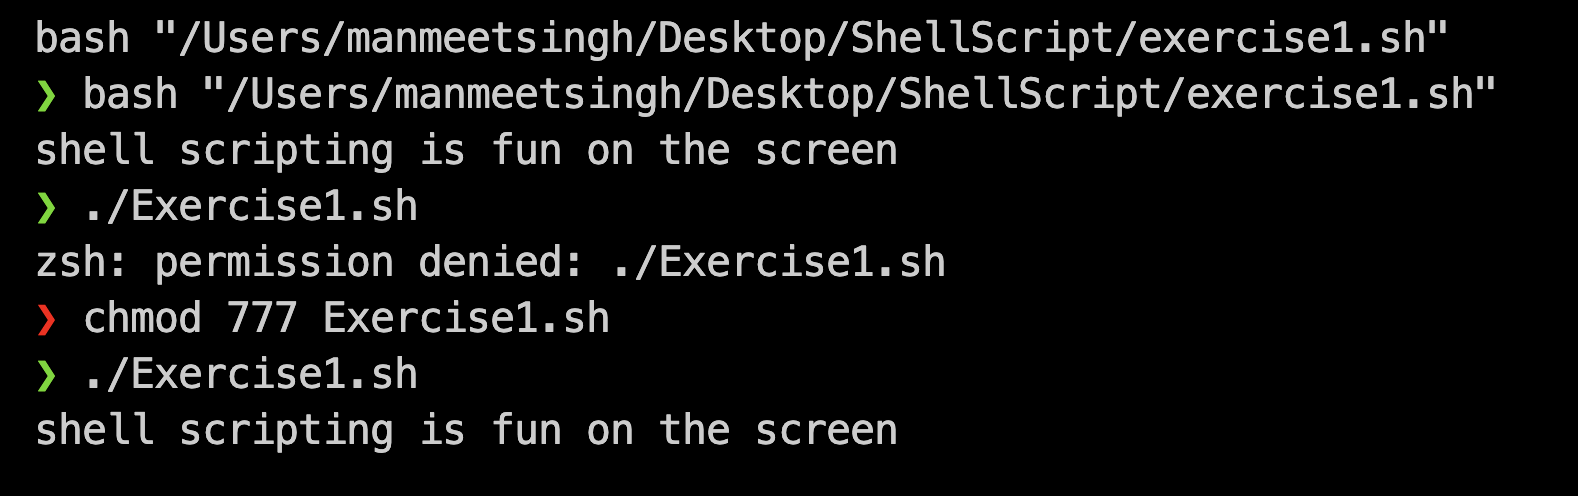 bash "/Users/manmeetsingh/Desktop/ShellScript/exercise1.sh"
❯ bash "/Users/manmeetsingh/Desktop/ShellScript/exercise1.sh"
shell scripting is fun on the screen
❯ ./Exercise1.sh
zsh: permission denied: ./Exercise1.sh
❯ chmod 777 Exercise1.sh
❯ ./Exercise1.sh
shell scripting is fun on the screen